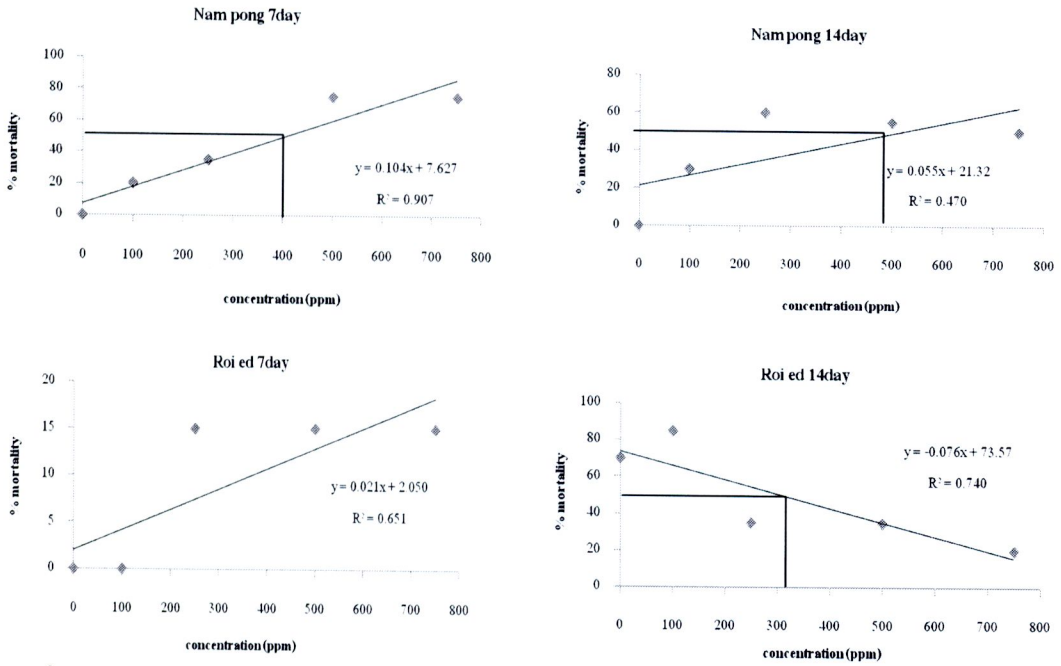 Nam pong 7day
100
80
60
40
20
0
% mortality
y = 0.104x + 7.627
R² = 0.907
0 100 200 300 400 500 600 700 800
concentration (ppm)
Nam pong 14day
80
60
40
20
0
% mortality
y = 0.055x + 21.32
R² = 0.470
0 100 200 300 400 500 600 700 800
concentration (ppm)
Roi ed 7day
20
15
10
5
0
% mortality
y = 0.021x + 2.050
R² = 0.651
0 100 200 300 400 500 600 700 800
concentration (ppm)
Roi ed 14day
100
80
60
40
20
0
% mortality
y = -0.076x + 73.57
R² = 0.740
0 100 200 300 400 500 600 700 800
concentration (ppm)